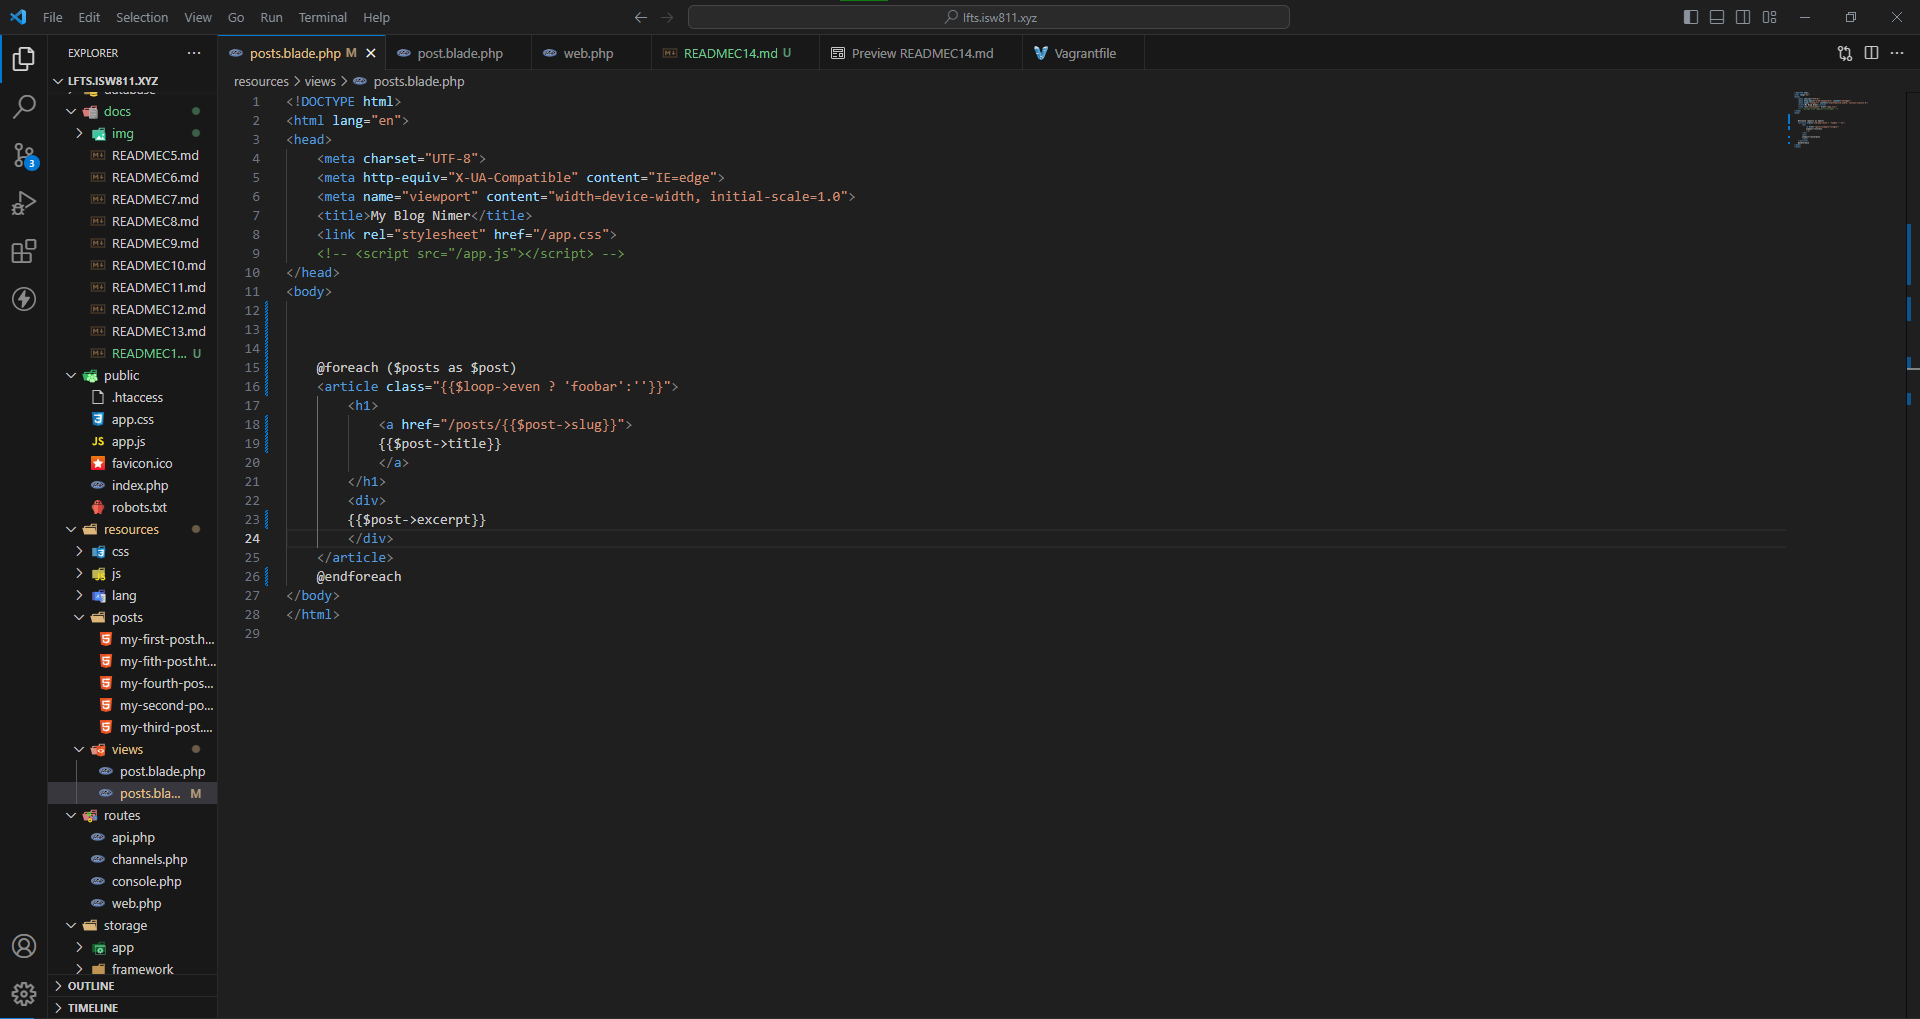 File Edit Selection View Go Run Terminal Help
lfts.isw811.xyz
EXPLORER
posts.blade.php M
post.blade.php
web.php
READMEC14.md U
Preview READMEC14.md
Vagrantfile
LFTS.ISW811.XYZ
resources > views > posts.blade.php
database
docs
img
READMEC5.md
READMEC6.md
READMEC7.md
READMEC8.md
READMEC9.md
READMEC10.md
READMEC11.md
READMEC12.md
READMEC13.md
READMEC1... U
public
.htaccess
app.css
JS app.js
favicon.ico
index.php
robots.txt
resources
css
js
lang
posts
my-first-post.h...
my-fith-post.ht...
my-fourth-pos...
my-second-po...
my-third-post....
views
post.blade.php
posts.bla... M
routes
api.php
channels.php
console.php
web.php
storage
app
framework
OUTLINE
TIMELINE
3
1 <!DOCTYPE html>
2 <html lang="en">
3 <head>
4 <meta charset="UTF-8">
5 <meta http-equiv="X-UA-Compatible" content="IE=edge">
6 <meta name="viewport" content="width=device-width, initial-scale=1.0">
7 <title>My Blog Nimer</title>
8 <link rel="stylesheet" href="/app.css">
9 <!-- <script src="/app.js"></script> -->
10 </head>
11 <body>
12
13
14
15 @foreach ($posts as $post)
16 <article class="{{$loop->even ? 'foobar':''}}">
17 <h1>
18 <a href="/posts/{{$post->slug}}">
19 {{$post->title}}
20 </a>
21 </h1>
22 <div>
23 {{$post->excerpt}}
24 </div>
25 </article>
26 @endforeach
27 </body>
28 </html>
29